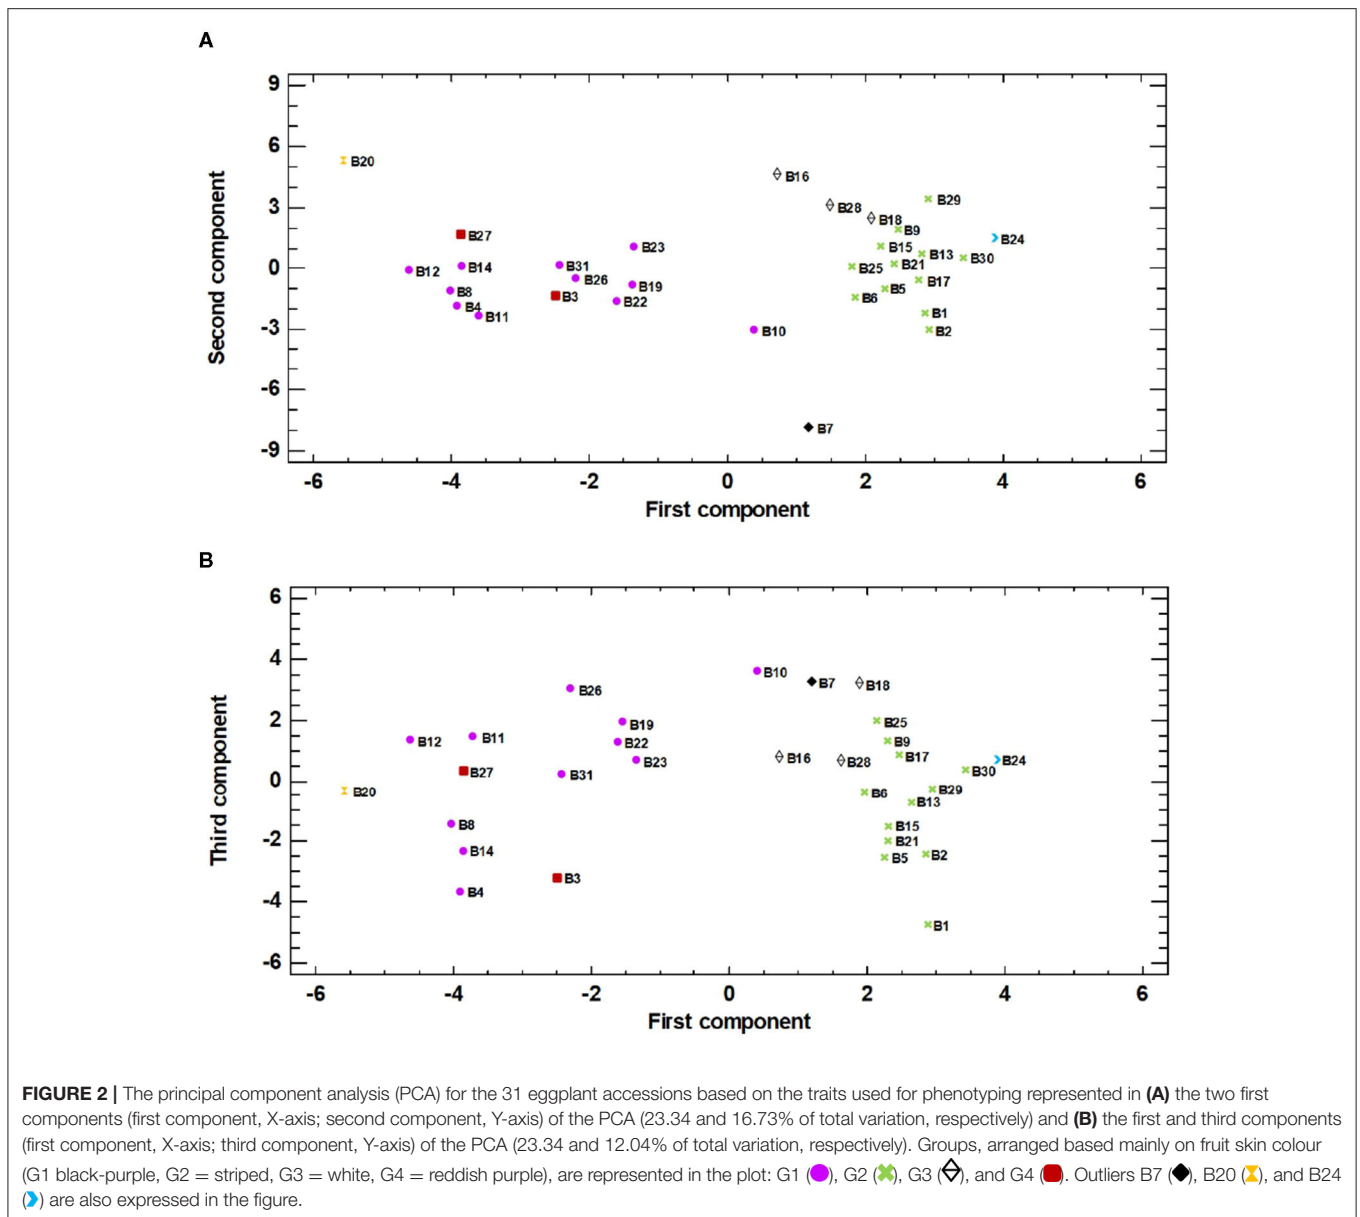 A
9
6
3
0
-3
-6
-9
Second component
B20
B16
B28
B29
B18
B9
B24
B27
B23
B15
B13
B30
B12
B14
B31
B25
B21
B26
B19
B17
B8
B3
B22
B6
B5
B4
B11
B10
B1
B2
B7
-6 -4 -2 0 2 4 6
First component
B
6
4
2
0
-2
-4
-6
Third component
B10
B7
B18
B26
B19
B25
B12
B11
B22
B9
B23
B16
B28
B17
B24
B27
B31
B30
B20
B6
B29
B13
B8
B15
B14
B21
B5
B2
B3
B4
B1
-6 -4 -2 0 2 4 6
First component
FIGURE 2 | The principal component analysis (PCA) for the 31 eggplant accessions based on the traits used for phenotyping represented in (A) the two first
components (first component, X-axis; second component, Y-axis) of the PCA (23.34 and 16.73% of total variation, respectively) and (B) the first and third components
(first component, X-axis; third component, Y-axis) of the PCA (23.34 and 12.04% of total variation, respectively). Groups, arranged based mainly on fruit skin colour
(G1 black-purple, G2 = striped, G3 = white, G4 = reddish purple), are represented in the plot: G1 (), G2 (), G3 (), and G4 (). Outliers B7 (), B20 (), and B24
() are also expressed in the figure.